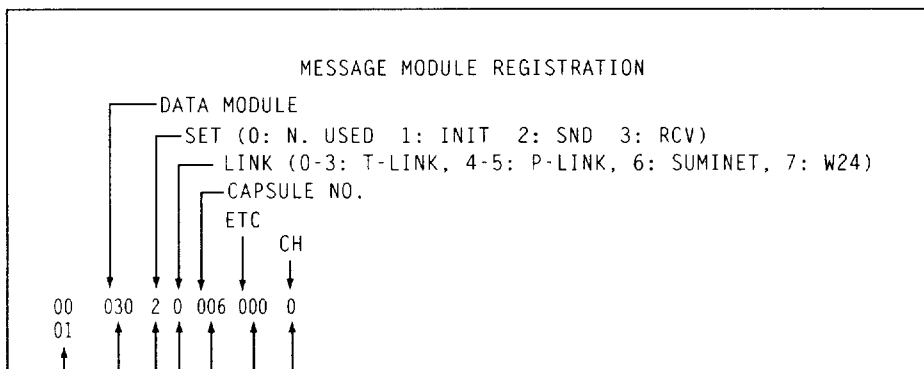 MESSAGE MODULE REGISTRATION
DATA MODULE
SET (0: N. USED 1: INIT 2: SND 3: RCV)
LINK (0-3: T-LINK, 4-5: P-LINK, 6: SUMINET, 7: W24)
CAPSULE NO.
ETC
CH
00 030 2 0 006 000 0
01